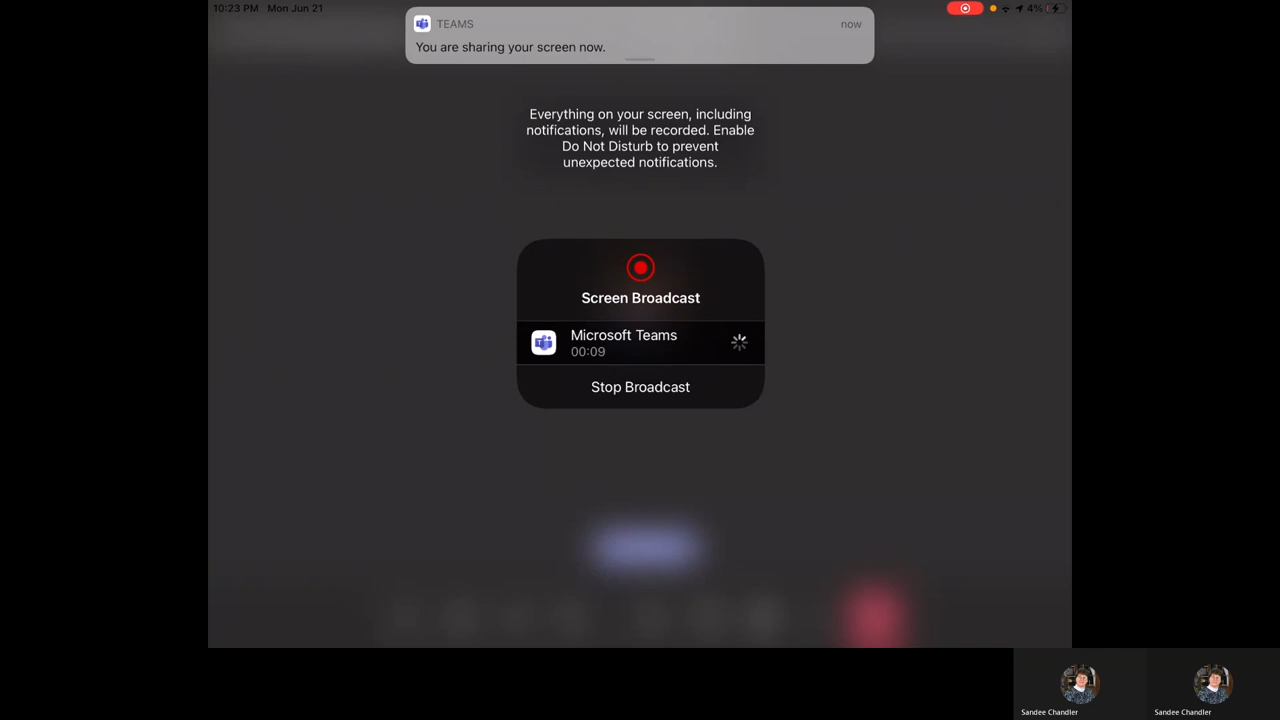 10:23 PM Mon Jun 21
4%
TEAMS
now
You are sharing your screen now.
Everything on your screen, including
notifications, will be recorded. Enable
Do Not Disturb to prevent
unexpected notifications.
Screen Broadcast
Microsoft Teams
00:09
Stop Broadcast
Sandee Chandler
Sandee Chandler